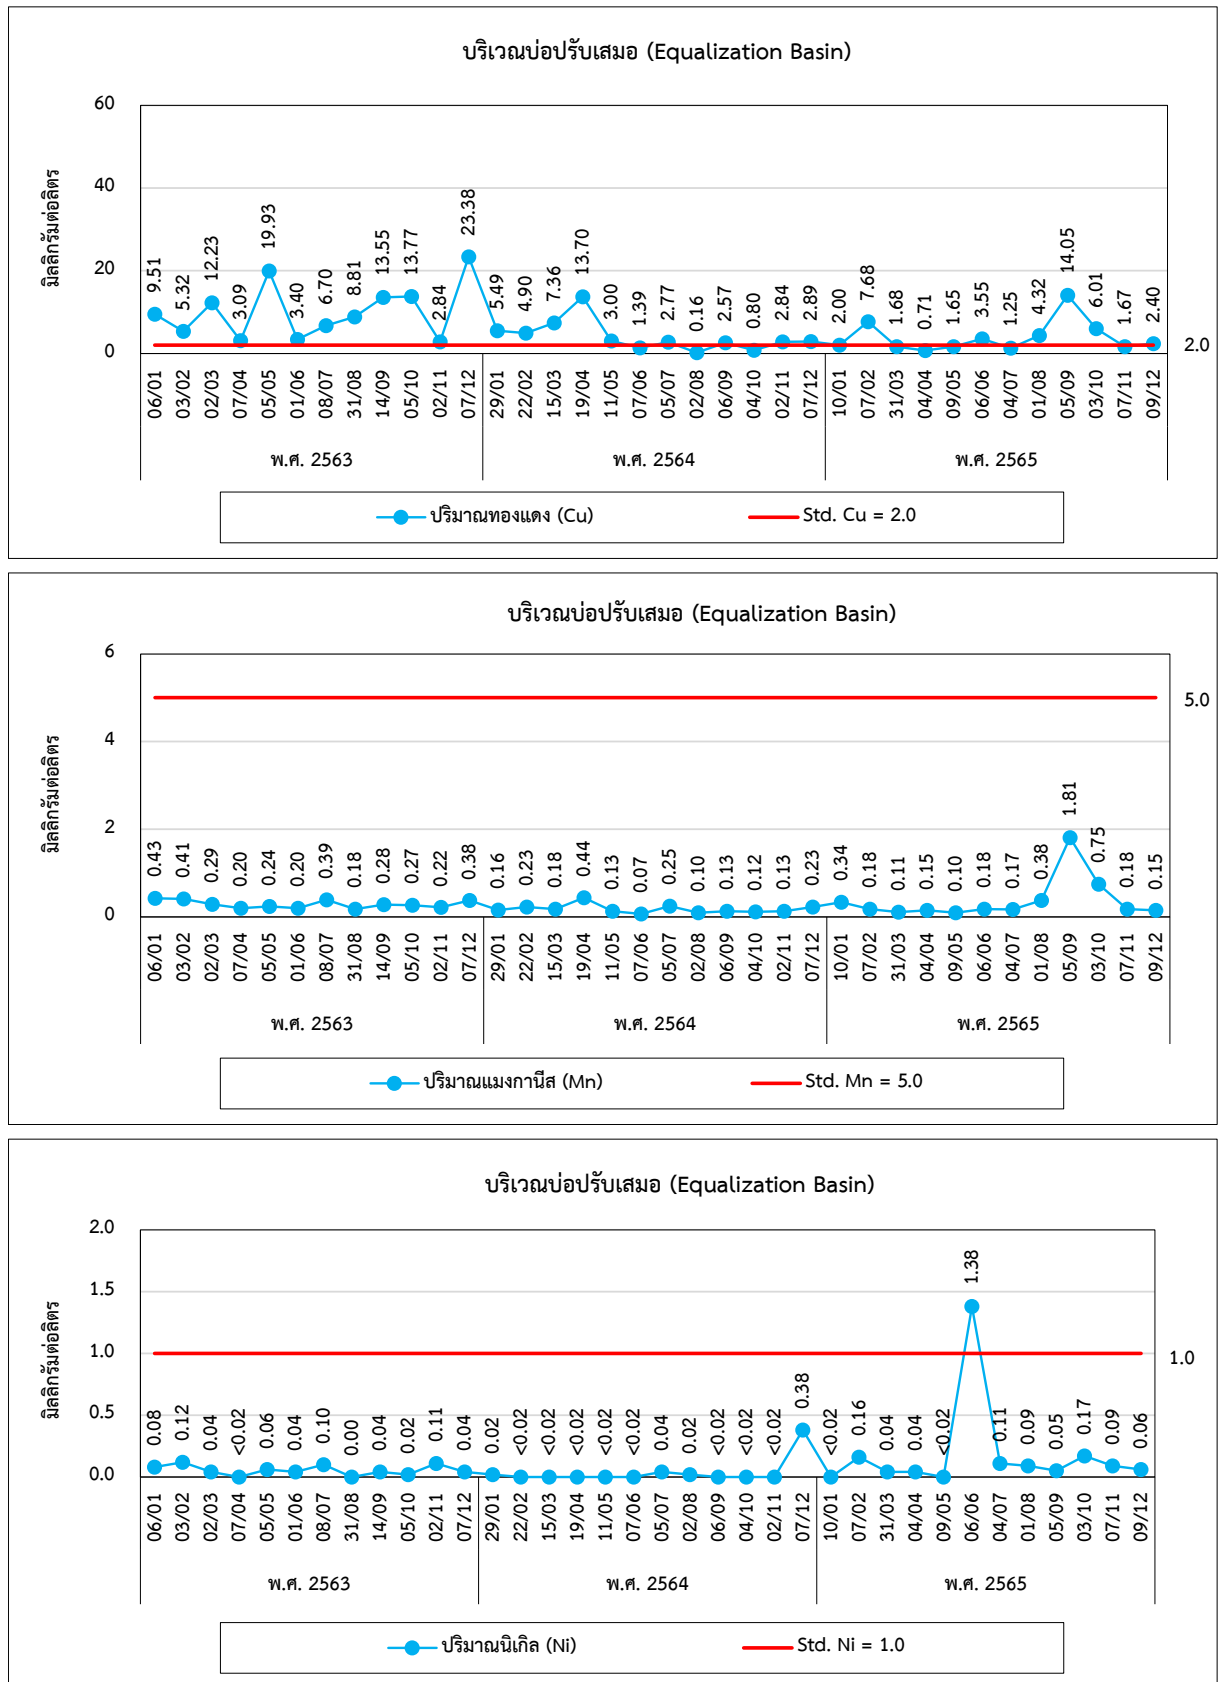 บริเวณบ่อปรับเสมอ (Equalization Basin)
มิลลิกรัมต่อลิตร
60
40
20
0
9.51 5.32 12.23 3.09 19.93 3.40 6.70 8.81 13.55 13.77 2.84 23.38 5.49 4.90 7.36 13.70 3.00 1.39 2.77 0.16 2.57 0.80 2.84 2.89 2.00 7.68 1.68 0.71 1.65 3.55 1.25 4.32 14.05 6.01 1.67 2.40
2.0
06/01 03/02 02/03 07/04 05/05 01/06 08/07 31/08 14/09 05/10 02/11 07/12 29/01 22/02 15/03 19/04 11/05 07/06 05/07 02/08 06/09 04/10 02/11 07/12 10/01 07/02 31/03 04/04 09/05 06/06 04/07 01/08 05/09 03/10 07/11 09/12
พ.ศ. 2563 พ.ศ. 2564 พ.ศ. 2565
ปริมาณทองแดง (Cu) Std. Cu = 2.0
บริเวณบ่อปรับเสมอ (Equalization Basin)
มิลลิกรัมต่อลิตร
6
4
2
0
5.0
0.43 0.41 0.29 0.20 0.24 0.20 0.39 0.18 0.28 0.27 0.22 0.38 0.16 0.23 0.18 0.44 0.13 0.07 0.25 0.10 0.13 0.12 0.13 0.23 0.34 0.18 0.11 0.15 0.10 0.18 0.17 0.38 1.81 0.75 0.18 0.15
06/01 03/02 02/03 07/04 05/05 01/06 08/07 31/08 14/09 05/10 02/11 07/12 29/01 22/02 15/03 19/04 11/05 07/06 05/07 02/08 06/09 04/10 02/11 07/12 10/01 07/02 31/03 04/04 09/05 06/06 04/07 01/08 05/09 03/10 07/11 09/12
พ.ศ. 2563 พ.ศ. 2564 พ.ศ. 2565
ปริมาณแมงกานีส (Mn) Std. Mn = 5.0
บริเวณบ่อปรับเสมอ (Equalization Basin)
มิลลิกรัมต่อลิตร
2.0
1.5
1.0
0.5
0.0
1.0
0.08 0.12 0.04 <0.02 0.06 0.04 0.10 0.00 0.04 0.02 0.11 0.04 0.02 <0.02 <0.02 <0.02 <0.02 <0.02 0.04 0.02 <0.02 <0.02 <0.02 0.38 <0.02 0.16 0.04 0.04 <0.02 1.38 0.11 0.09 0.05 0.17 0.09 0.06
06/01 03/02 02/03 07/04 05/05 01/06 08/07 31/08 14/09 05/10 02/11 07/12 29/01 22/02 15/03 19/04 11/05 07/06 05/07 02/08 06/09 04/10 02/11 07/12 10/01 07/02 31/03 04/04 09/05 06/06 04/07 01/08 05/09 03/10 07/11 09/12
พ.ศ. 2563 พ.ศ. 2564 พ.ศ. 2565
ปริมาณนิเกิล (Ni) Std. Ni = 1.0